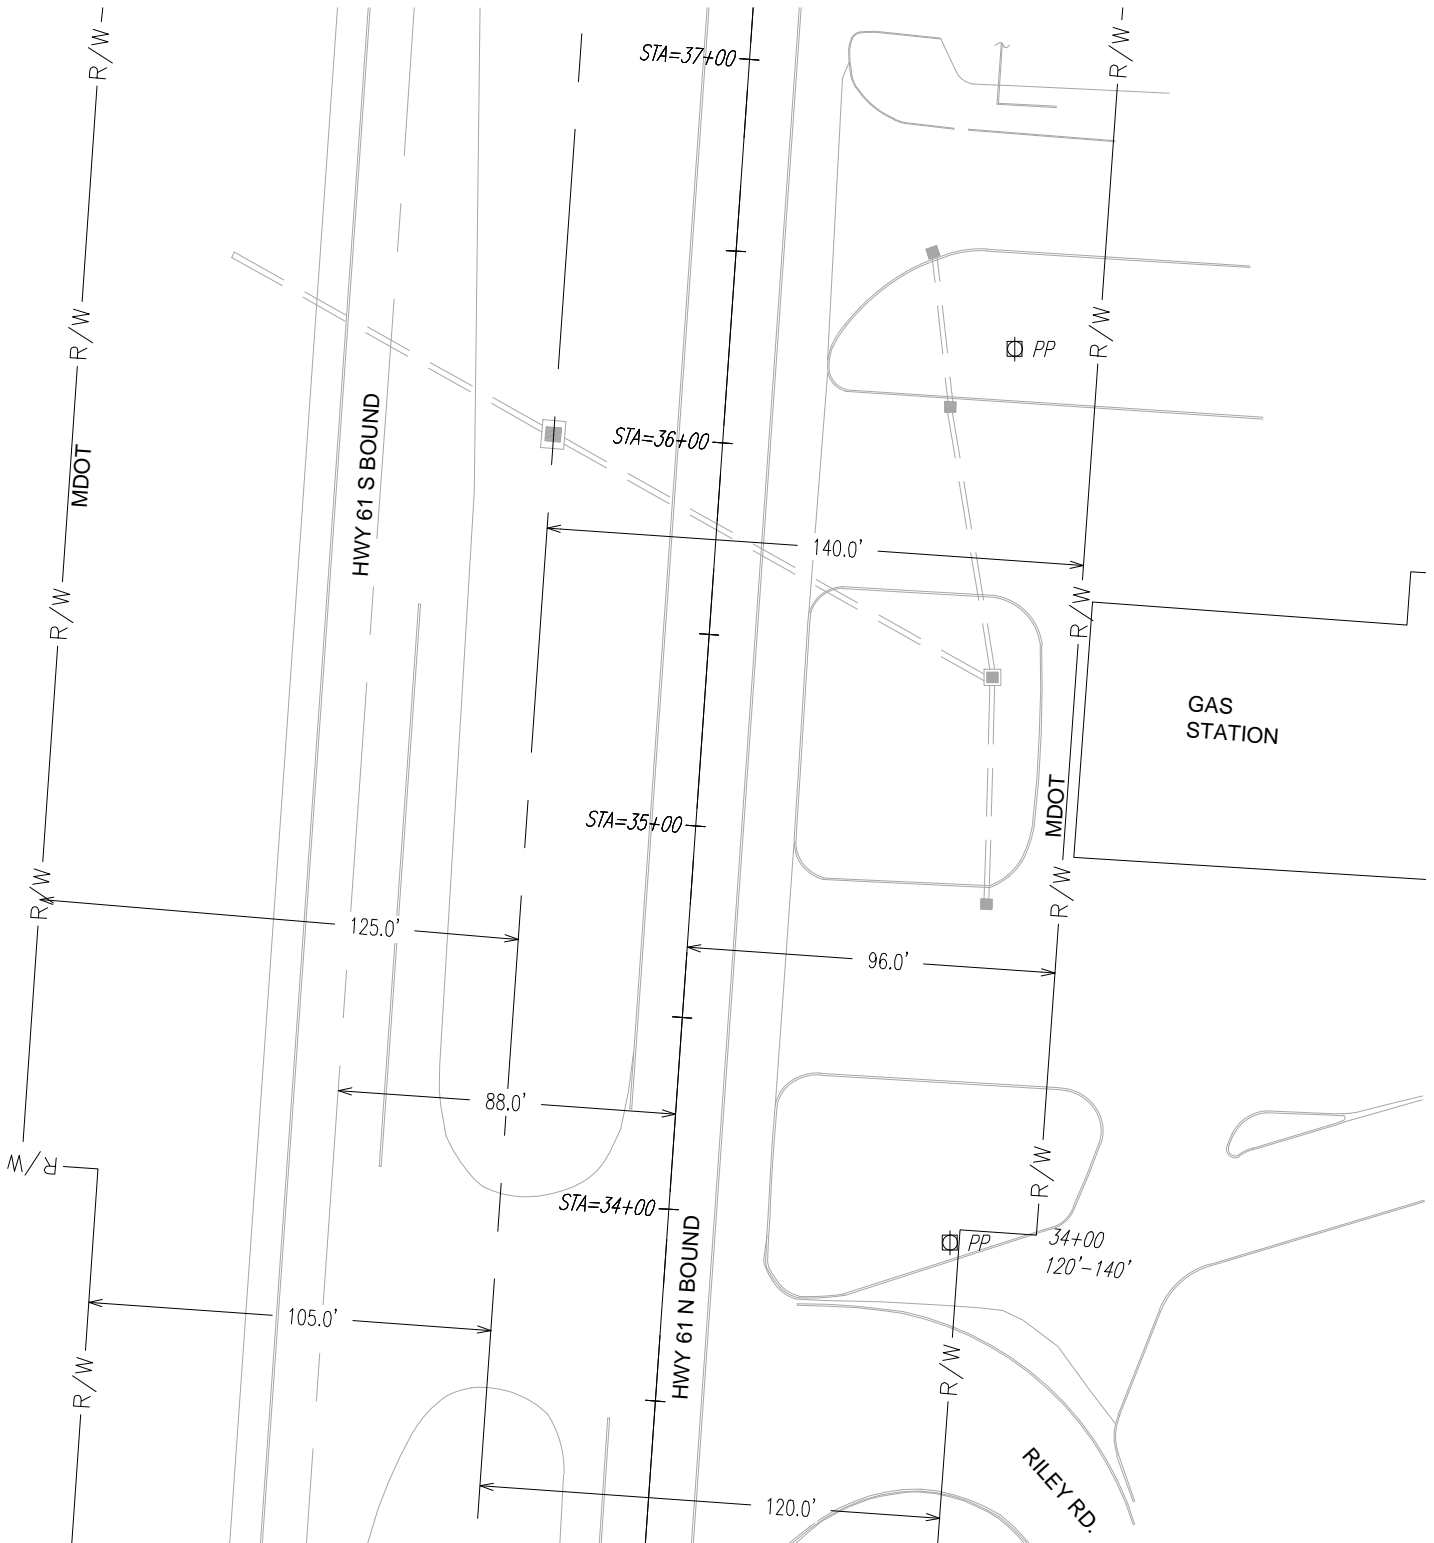 R/W
R/W
STA=37+00
R/W
R/W
PP
HWY 61 S BOUND
STA=36+00
MDOT
140.0'
R/W
R/W
GAS
STATION
MDOT
STA=35+00
R/W
R/W
125.0'
96.0'
88.0'
R/W
R/W
STA=34+00
HWY 61 N BOUND
PP
34+00
120'-140'
105.0'
R/W
R/W
RILEY RD.
120.0'